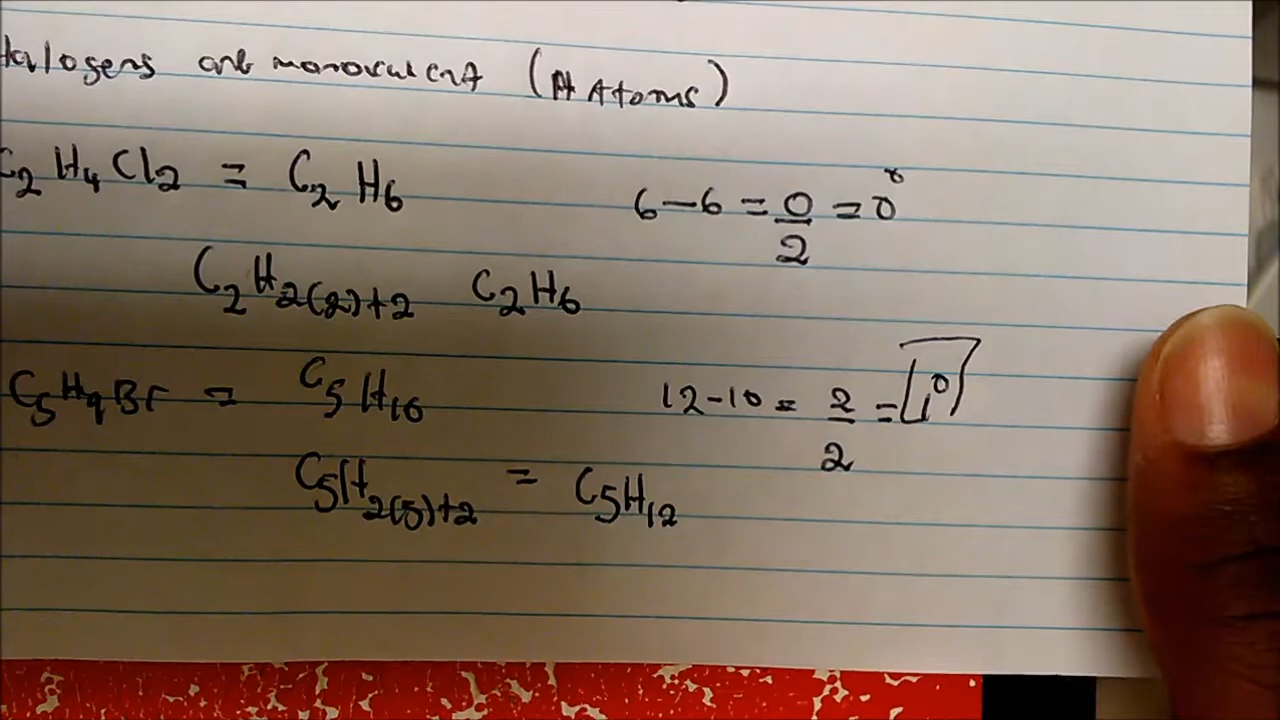 Halogens are monovalent (H Atoms)
C2H4Cl2 = C2H6 6-6 = 0/2 = 0°
C2H2(2)+2 C2H6
C5H9Br = C5H10 12-10 = 2/2 = 1°
C5H2(5)+2 = C5H12